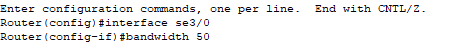 Enter configuration commands, one per line.  End with CNTL/Z.
Router(config)#interface se3/0
Router(config-if)#bandwidth 50